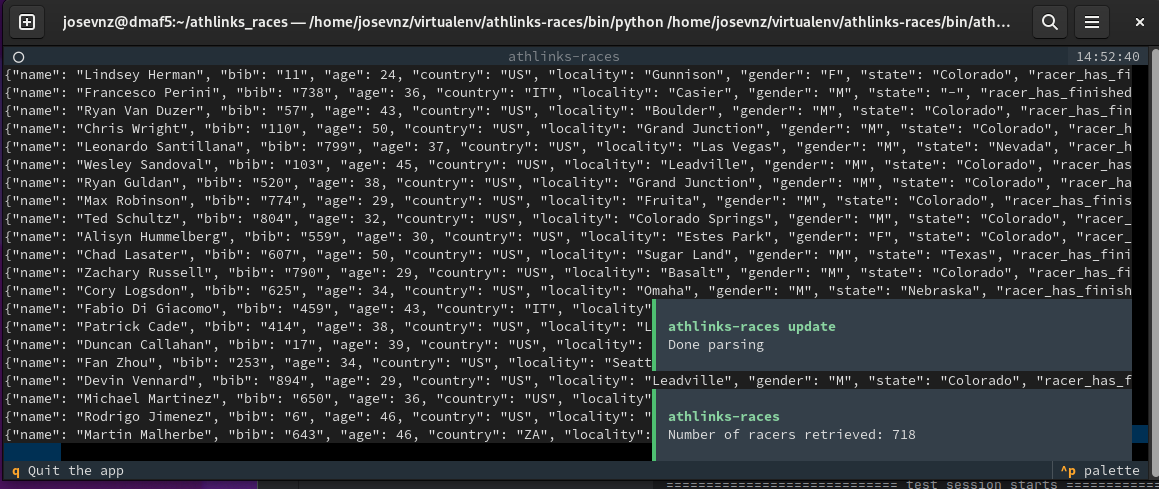 josevnz@dmaf5:~/athlinks_races — /home/josevnz/virtualenv/athlinks-races/bin/python /home/josevnz/virtualenv/athlinks-races/bin/ath…
athlinks-races 14:52:40
{"name": "Lindsey Herman", "bib": "11", "age": 24, "country": "US", "locality": "Gunnison", "gender": "F", "state": "Colorado", "racer_has_fi
{"name": "Francesco Perini", "bib": "738", "age": 36, "country": "IT", "locality": "Casier", "gender": "M", "state": "-", "racer_has_finished
{"name": "Ryan Van Duzer", "bib": "57", "age": 43, "country": "US", "locality": "Boulder", "gender": "M", "state": "Colorado", "racer_has_fin
{"name": "Chris Wright", "bib": "110", "age": 50, "country": "US", "locality": "Grand Junction", "gender": "M", "state": "Colorado", "racer_h
{"name": "Leonardo Santillana", "bib": "799", "age": 37, "country": "US", "locality": "Las Vegas", "gender": "M", "state": "Nevada", "racer_h
{"name": "Wesley Sandoval", "bib": "103", "age": 45, "country": "US", "locality": "Leadville", "gender": "M", "state": "Colorado", "racer_has
{"name": "Ryan Guldan", "bib": "520", "age": 38, "country": "US", "locality": "Grand Junction", "gender": "M", "state": "Colorado", "racer_ha
{"name": "Max Robinson", "bib": "774", "age": 29, "country": "US", "locality": "Fruita", "gender": "M", "state": "Colorado", "racer_has_finis
{"name": "Ted Schultz", "bib": "804", "age": 32, "country": "US", "locality": "Colorado Springs", "gender": "M", "state": "Colorado", "racer_
{"name": "Alisyn Hummelberg", "bib": "559", "age": 30, "country": "US", "locality": "Estes Park", "gender": "F", "state": "Colorado", "racer_
{"name": "Chad Lasater", "bib": "607", "age": 50, "country": "US", "locality": "Sugar Land", "gender": "M", "state": "Texas", "racer_has_fini
{"name": "Zachary Russell", "bib": "790", "age": 29, "country": "US", "locality": "Basalt", "gender": "M", "state": "Colorado", "racer_has_fi
{"name": "Cory Logsdon", "bib": "625", "age": 34, "country": "US", "locality": "Omaha", "gender": "M", "state": "Nebraska", "racer_has_finish
{"name": "Fabio Di Giacomo", "bib": "459", "age": 43, "country": "IT", "locality"
{"name": "Patrick Cade", "bib": "414", "age": 38, "country": "US", "locality": "L
athlinks-races update
{"name": "Duncan Callahan", "bib": "17", "age": 39, "country": "US", "locality":
Done parsing
{"name": "Fan Zhou", "bib": "253", "age": 34, "country": "US", "locality": "Seatt
{"name": "Devin Vennard", "bib": "894", "age": 29, "country": "US", "locality": "Leadville", "gender": "M", "state": "Colorado", "racer_has_f
{"name": "Michael Martinez", "bib": "650", "age": 36, "country": "US", "locality"
{"name": "Rodrigo Jimenez", "bib": "6", "age": 46, "country": "US", "locality": "
athlinks-races
{"name": "Martin Malherbe", "bib": "643", "age": 46, "country": "ZA", "locality":
Number of racers retrieved: 718
q Quit the app
^p palette
============================= test session starts ============